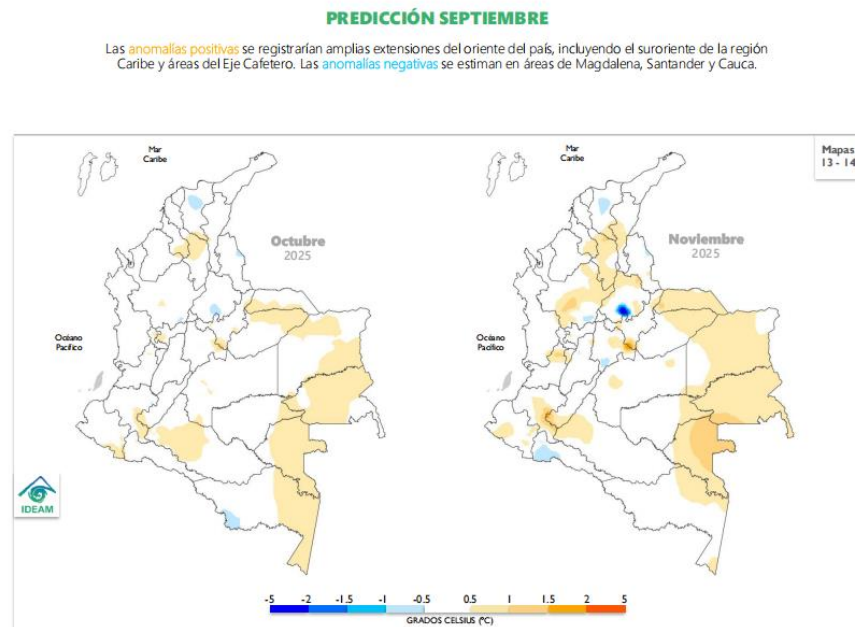 PREDICCIÓN SEPTIEMBRE
Las anomalías positivas se registrarían amplias extensiones del oriente del país, incluyendo el suroriente de la región
Caribe y áreas del Eje Cafetero. Las anomalías negativas se estiman en áreas de Magdalena, Santander y Cauca.
Mar
Caribe
Octubre
2025
Océano
Pacífico
IDEAM
Mar
Caribe
Mapas
13 - 14
Noviembre
2025
Océano
Pacífico
-5 -2 -1.5 -1 -0.5 0.5 1 1.5 2 5
GRADOS CELSIUS (°C)